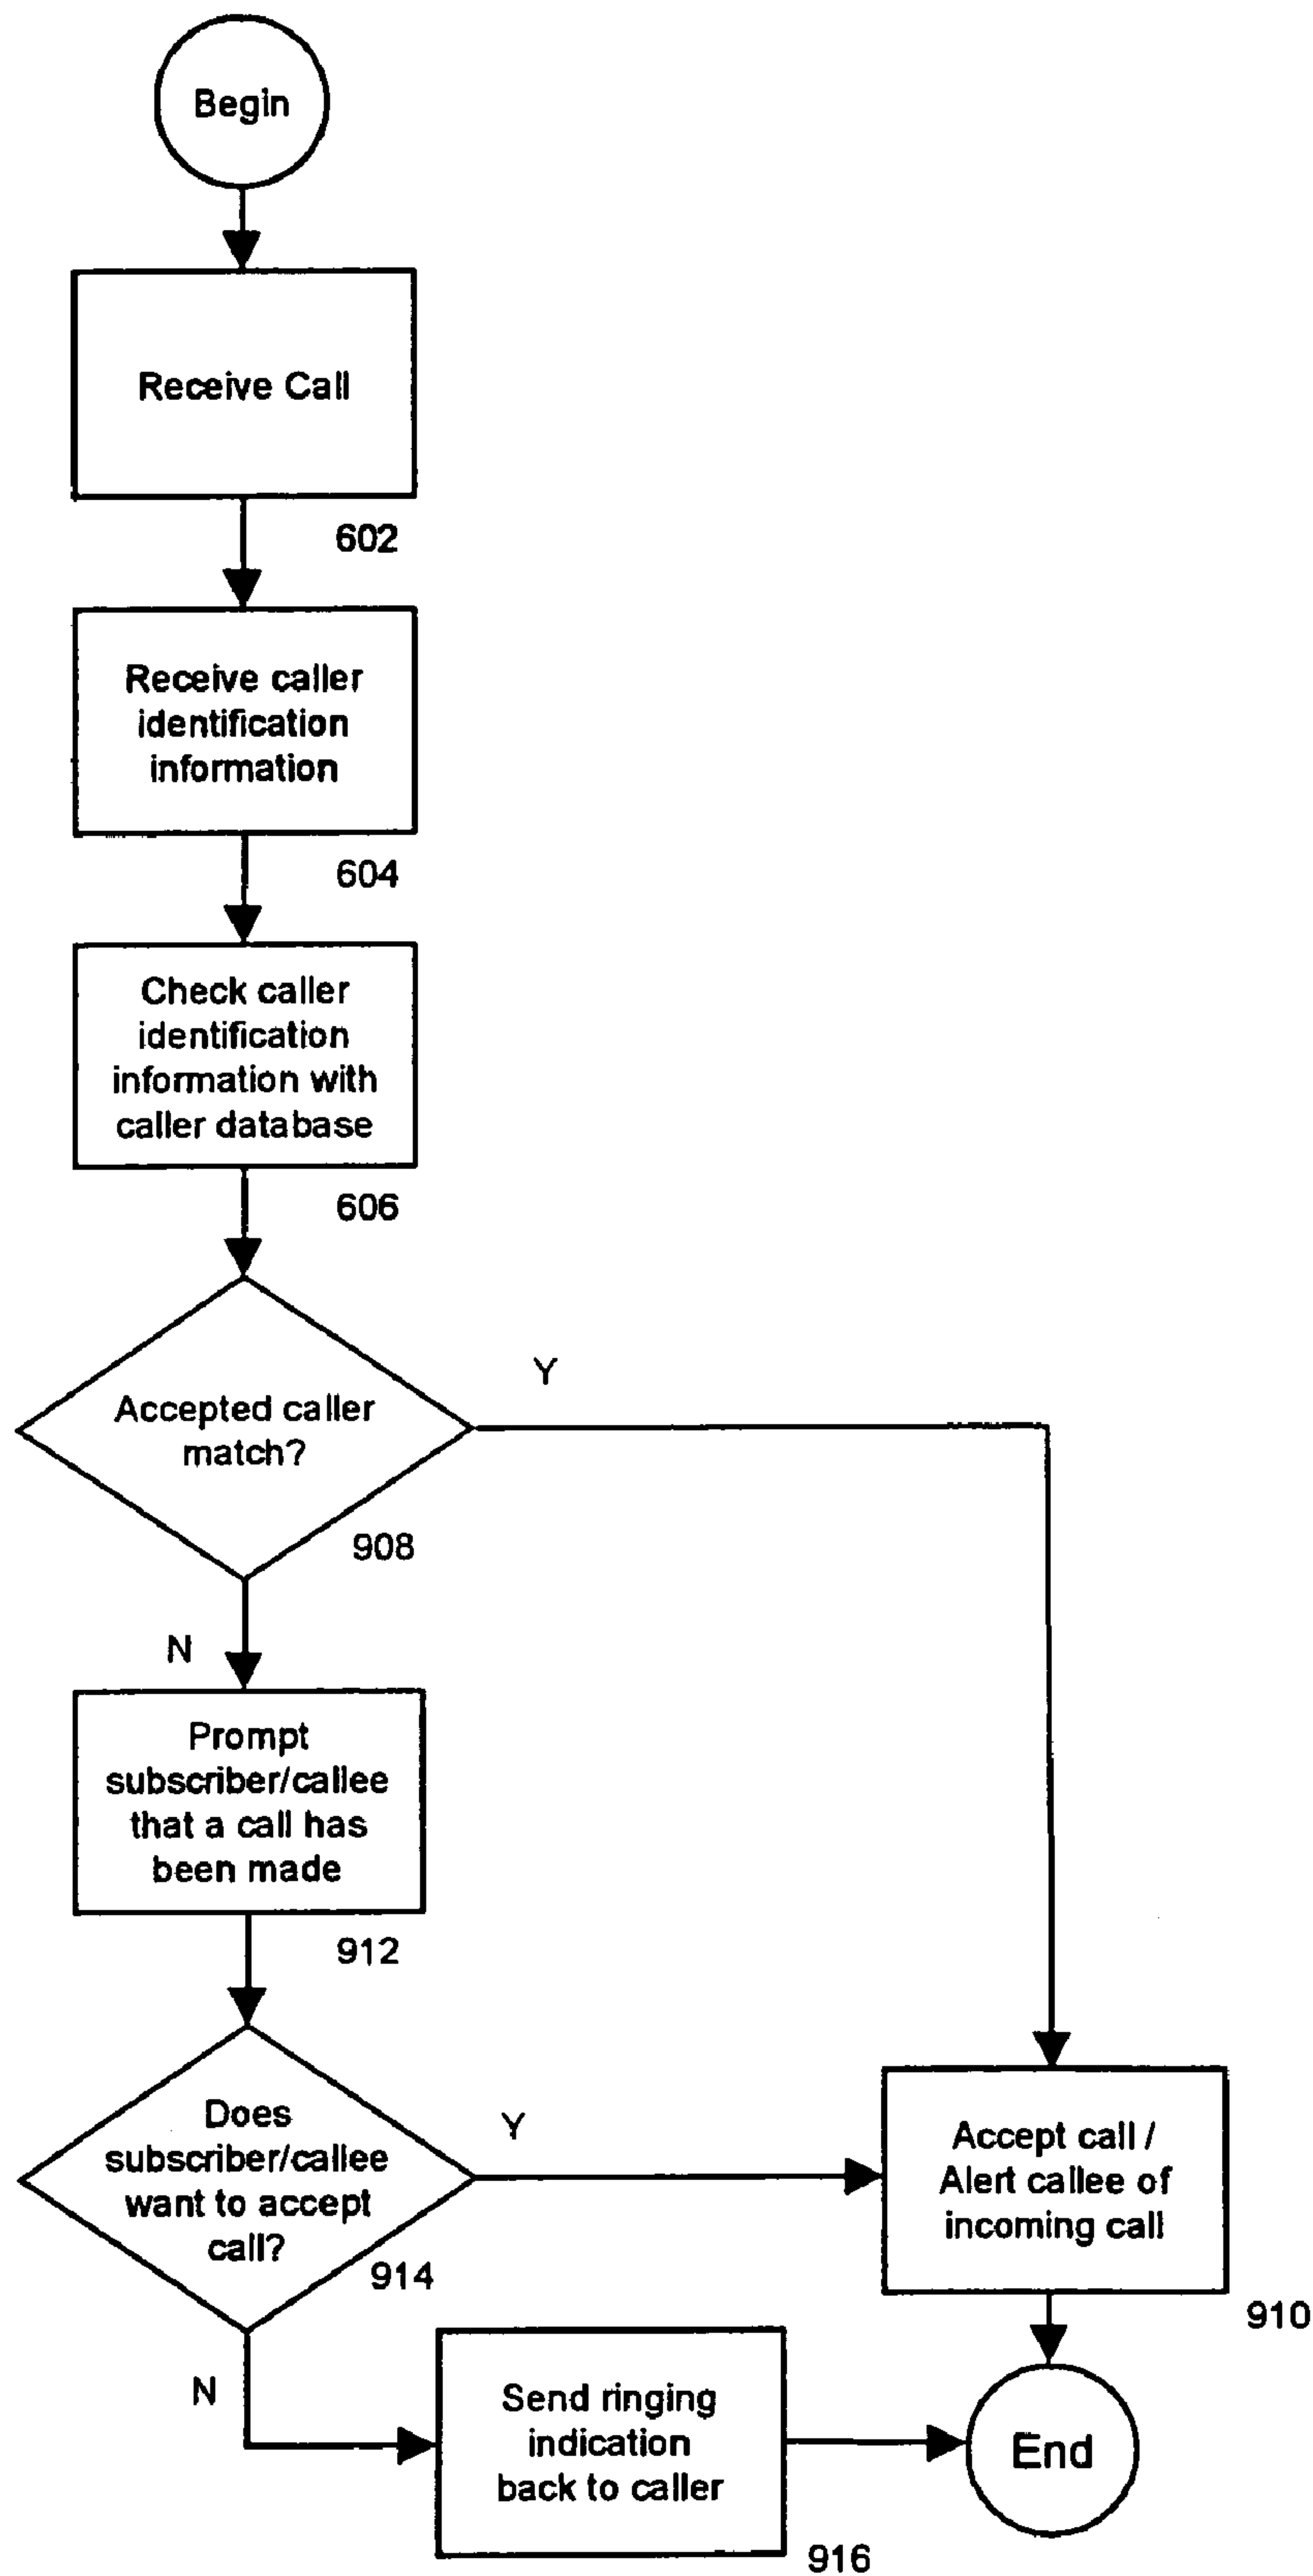 Begin
Receive Call
602
Receive caller
identification
information
604
Check caller
identification
information with
caller database
606
Accepted caller
match?
Y
908
N
Prompt
subscriber/callee
that a call has
been made
912
Does
subscriber/callee
want to accept
call?
Y
914
Accept call /
Alert callee of
incoming call
910
N
Send ringing
indication
back to caller
916
End